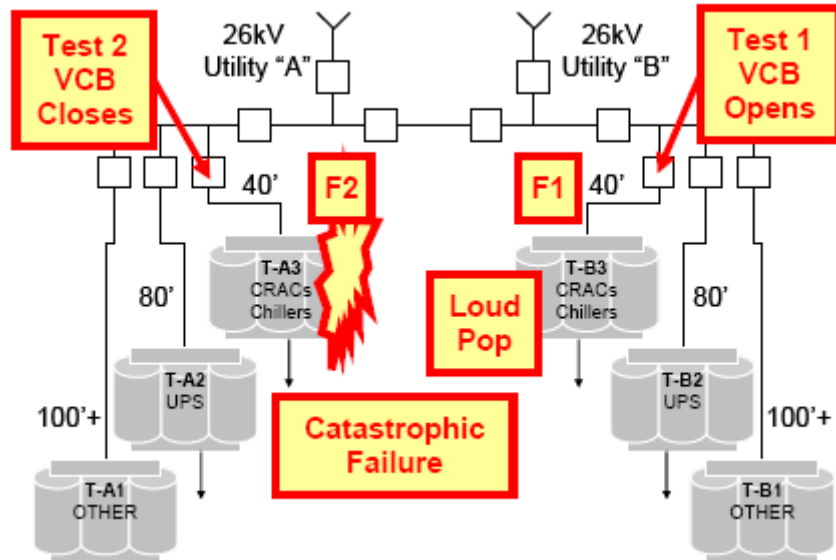 Test 2
VCB
Closes
26kV
Utility “A”
26kV
Utility “B”
Test 1
VCB
Opens
40’
F2
F1
40’
T-A3
CRACs
Chillers
T-B3
CRACs
Chillers
80’
Loud
Pop
80’
T-A2
UPS
T-B2
UPS
100’+
Catastrophic
Failure
100’+
T-A1
OTHER
T-B1
OTHER